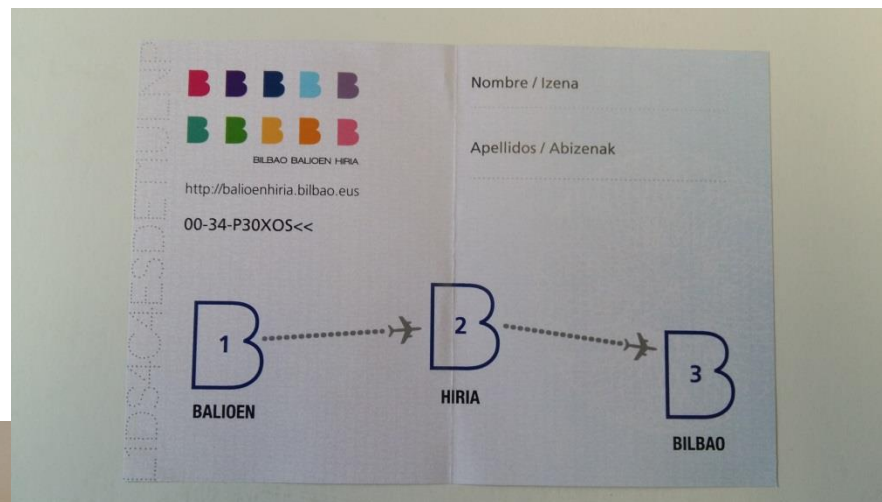 BILBAO BALIOEN HIRIA
http://balioenhiria.bilbao.eus
00-34-P30XOS<<
Nombre / Izena
Apellidos / Abizenak
1
BALIOEN
2
HIRIA
3
BILBAO